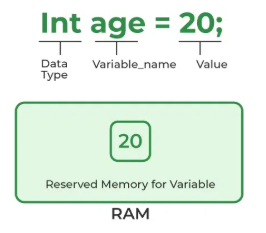 Int age = 20;
Data Type Variable_name Value
20
Reserved Memory for Variable
RAM